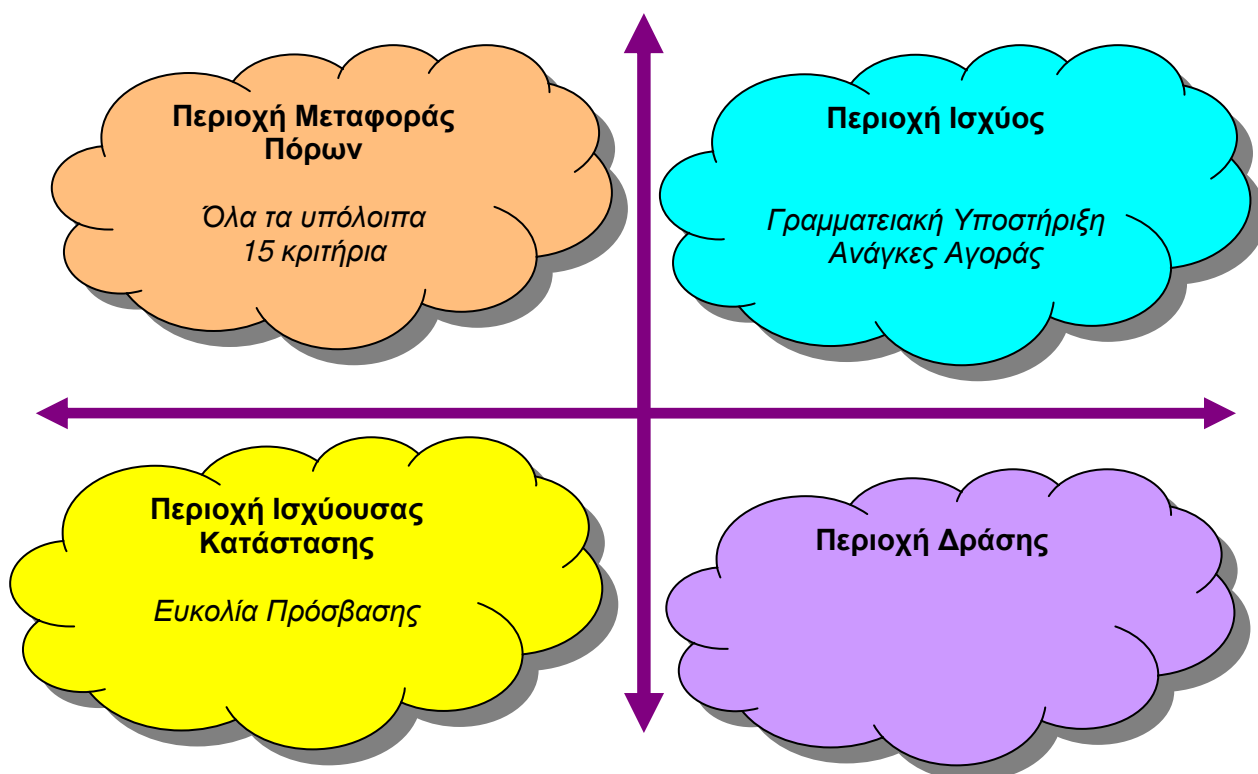 Περιοχή Μεταφοράς
Πόρων
Όλα τα υπόλοιπα
15 κριτήρια
Περιοχή Ισχύος
Γραμματειακή Υποστήριξη
Ανάγκες Αγοράς
Περιοχή Ισχύουσας
Κατάστασης
Ευκολία Πρόσβασης
Περιοχή Δράσης